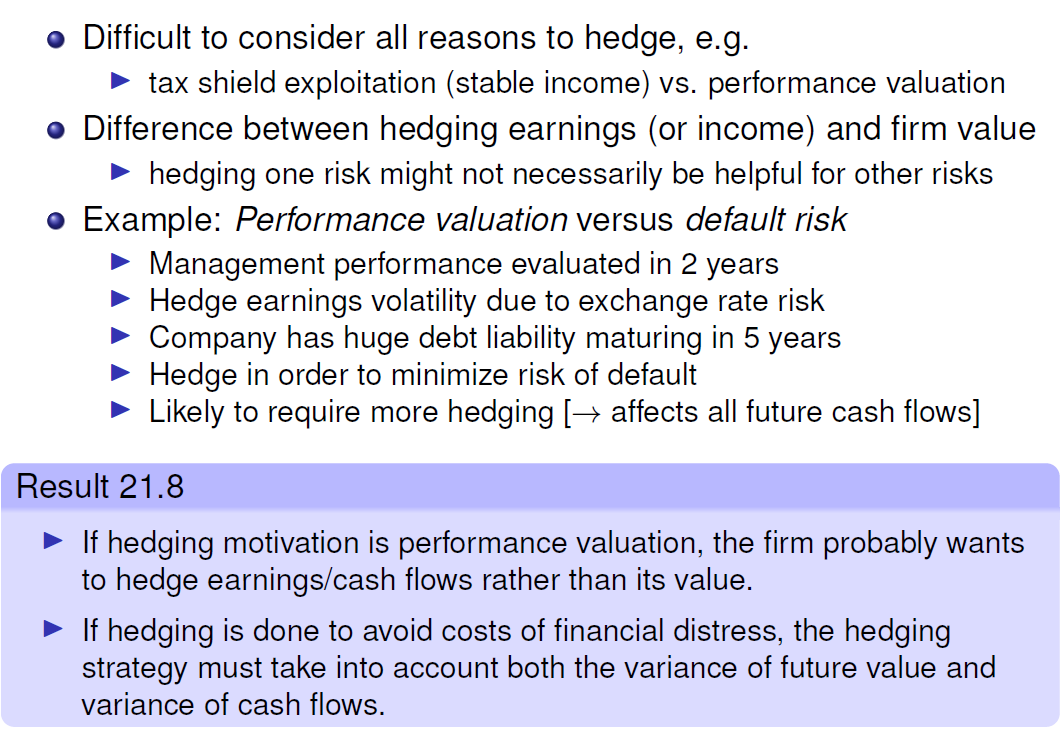 Difficult to consider all reasons to hedge, e.g.
tax shield exploitation (stable income) vs. performance valuation
Difference between hedging earnings (or income) and firm value
hedging one risk might not necessarily be helpful for other risks
Example: Performance valuation versus default risk
Management performance evaluated in 2 years
Hedge earnings volatility due to exchange rate risk
Company has huge debt liability maturing in 5 years
Hedge in order to minimize risk of default
Likely to require more hedging [→ affects all future cash flows]
Result 21.8
If hedging motivation is performance valuation, the firm probably wants
to hedge earnings/cash flows rather than its value.
If hedging is done to avoid costs of financial distress, the hedging
strategy must take into account both the variance of future value and
variance of cash flows.